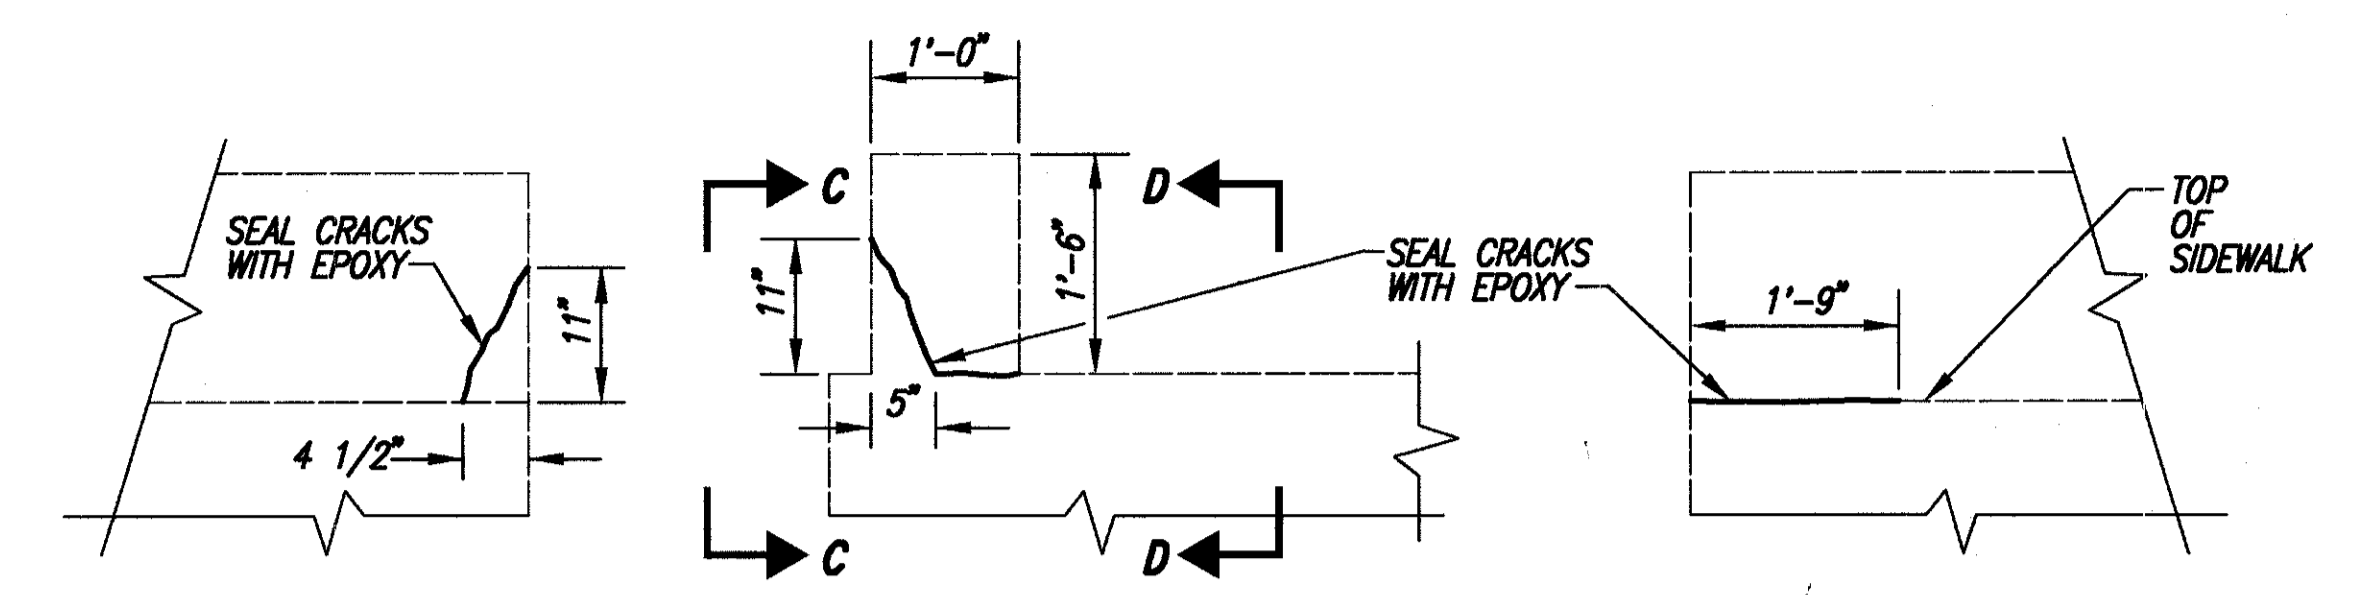 SEAL CRACKS
WITH EPOXY
11"
4 1/2"
1'-0"
C
D
11"
1'-6"
5"
C
D
SEAL CRACKS
WITH EPOXY
1'-9"
TOP
OF
SIDEWALK